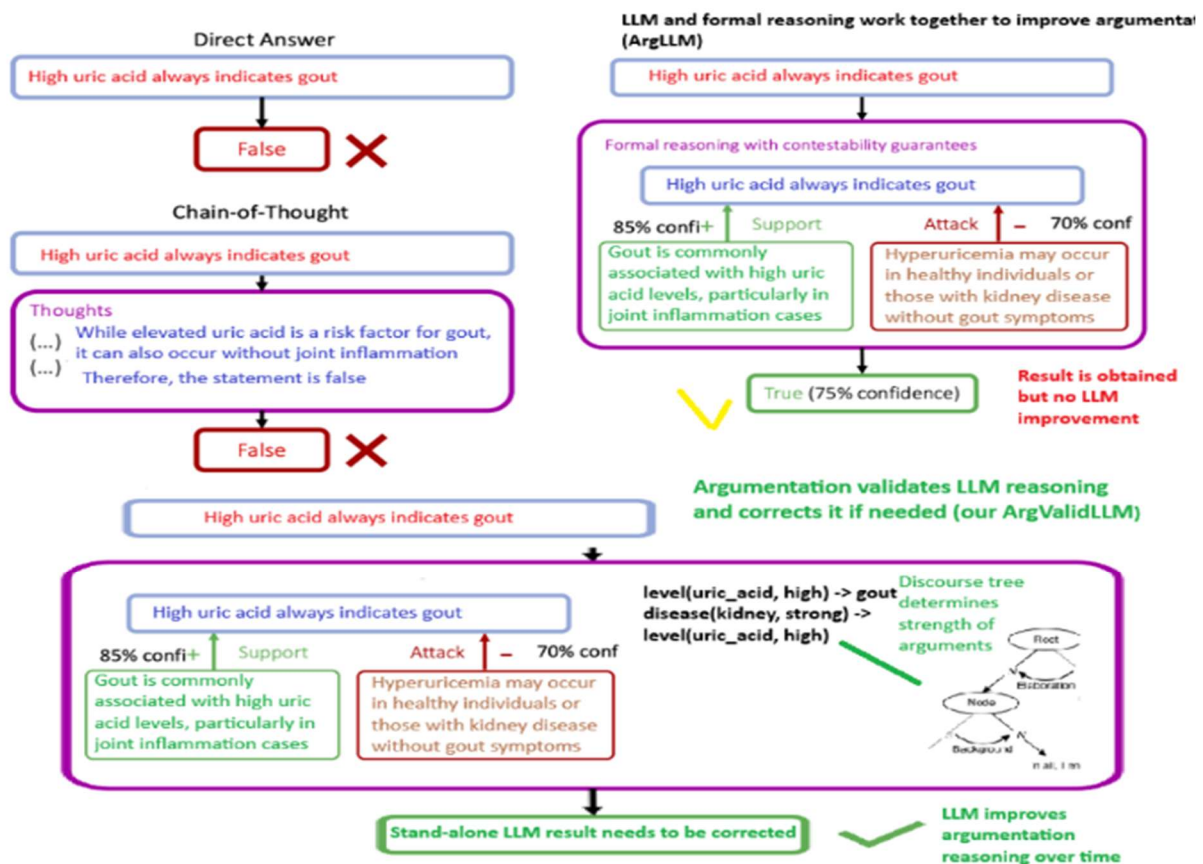 Direct Answer
High uric acid always indicates gout
False
Chain-of-Thought
High uric acid always indicates gout
Thoughts
(...) While elevated uric acid is a risk factor for gout,
it can also occur without joint inflammation
(...)
Therefore, the statement is false
False
LLM and formal reasoning work together to improve argumentat
(ArgLLM)
High uric acid always indicates gout
Formal reasoning with contestability guarantees
High uric acid always indicates gout
85% confi+ Support Attack – 70% conf
Gout is commonly
associated with high uric
acid levels, particularly in
joint inflammation cases
Hyperuricemia may occur
in healthy individuals or
those with kidney disease
without gout symptoms
True (75% confidence)
Result is obtained
but no LLM
improvement
Argumentation validates LLM reasoning
and corrects it if needed (our ArgValidLLM)
High uric acid always indicates gout
High uric acid always indicates gout
85% confi+ Support Attack – 70% conf
Gout is commonly
associated with high uric
acid levels, particularly in
joint inflammation cases
Hyperuricemia may occur
in healthy individuals or
those with kidney disease
without gout symptoms
level(uric_acid, high) -> gout
disease(kidney, strong) ->
level(uric_acid, high)
Discourse tree
determines
strength of
arguments
Root
Elaboration
Node
N
Background
Stand-alone LLM result needs to be corrected
LLM improves
argumentation
reasoning over time